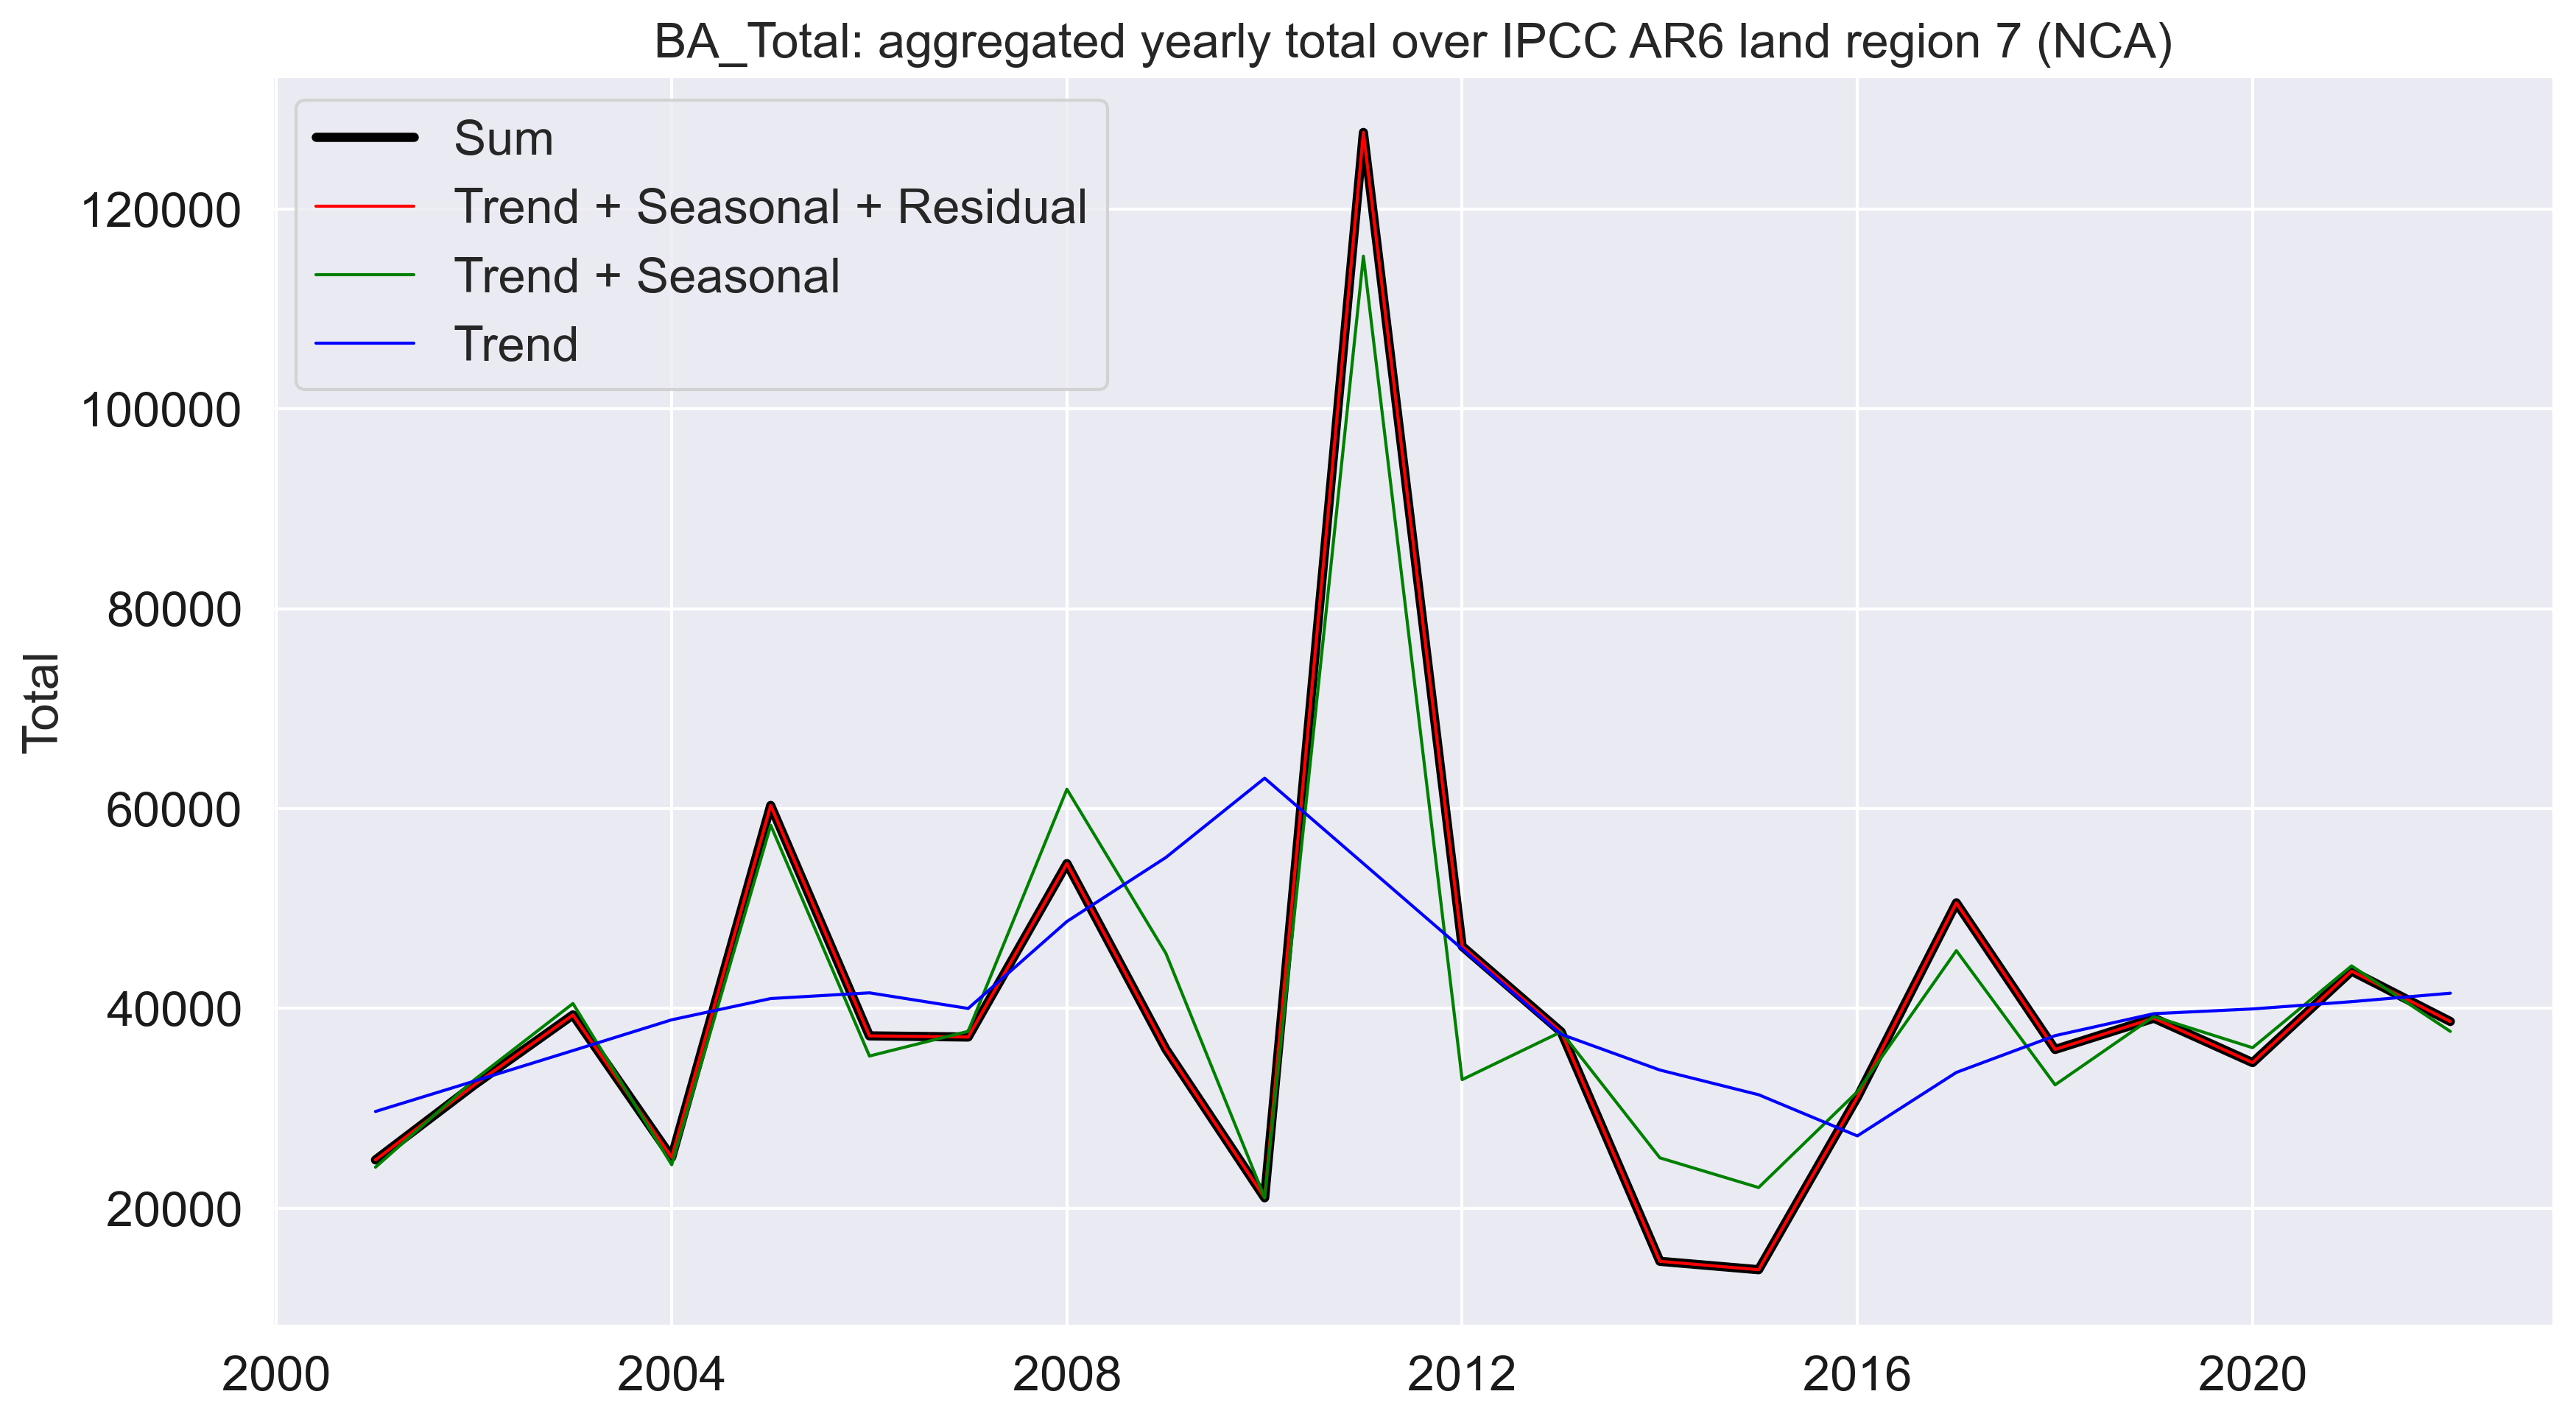 BA_Total: aggregated yearly total over IPCC AR6 land region 7 (NCA)
Sum
Trend + Seasonal + Residual
Trend + Seasonal
Trend
120000
100000
80000
60000
40000
20000
Total
2000 2004 2008 2012 2016 2020